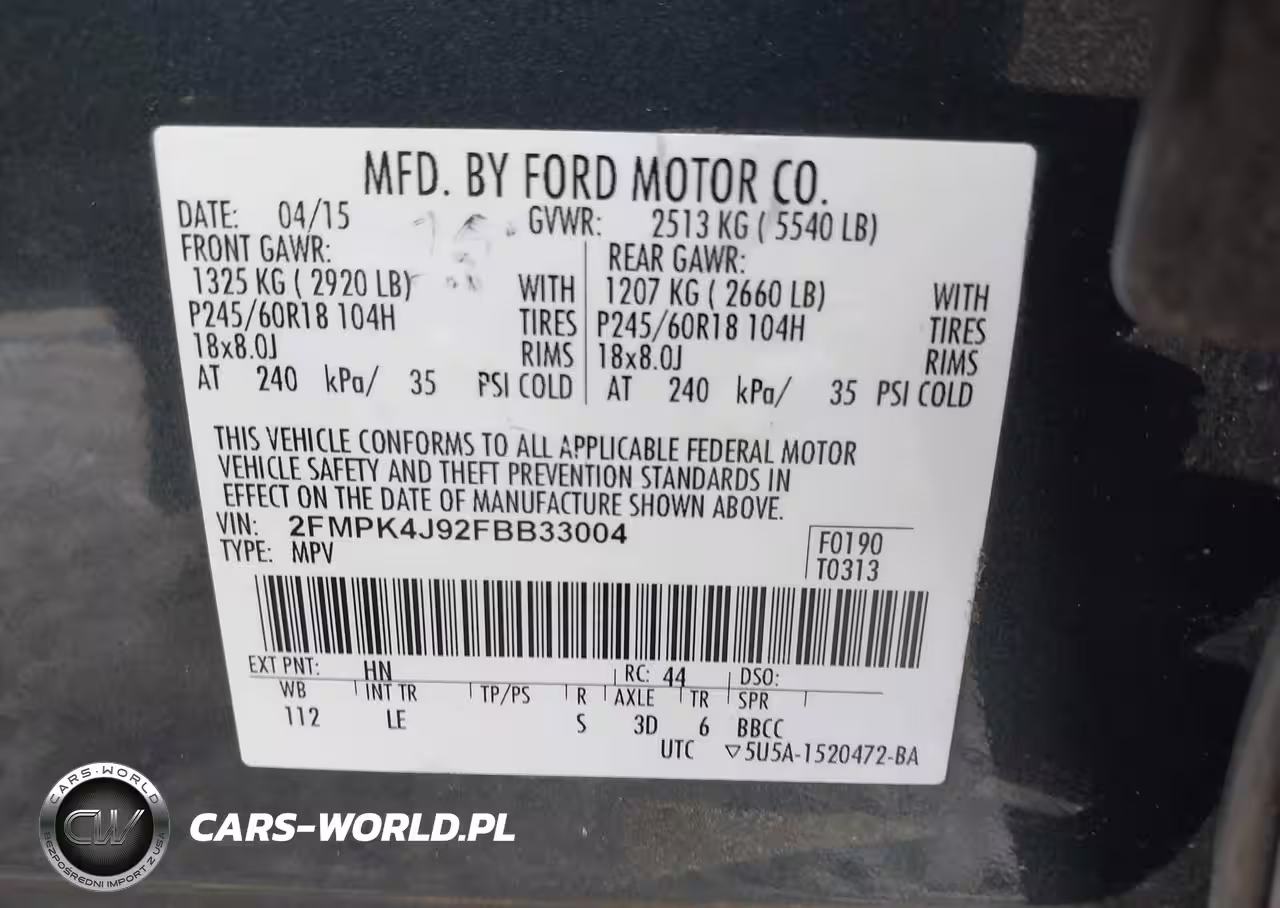 MFD. BY FORD MOTOR CO.
DATE: 04/15 GVWR: 2513 KG ( 5540 LB)
FRONT GAWR: REAR GAWR:
1325 KG ( 2920 LB) WITH 1207 KG ( 2660 LB) WITH
P245/60R18 104H TIRES P245/60R18 104H TIRES
18x8.0J RIMS 18x8.0J RIMS
AT 240 kPa/ 35 PSI COLD AT 240 kPa/ 35 PSI COLD
THIS VEHICLE CONFORMS TO ALL APPLICABLE FEDERAL MOTOR
VEHICLE SAFETY AND THEFT PREVENTION STANDARDS IN
EFFECT ON THE DATE OF MANUFACTURE SHOWN ABOVE.
VIN: 2FMPK4J92FBB33004
TYPE: MPV
F0190
T0313
EXT PNT: HN RC: 44 DSO:
WB INT TR TP/PS R AXLE TR SPR
112 LE S 3D 6 BBCC
UTC ▽5U5A-1520472-BA
CARS-WORLD
CW
BEZPOŚREDNI IMPORT Z USA
CARS-WORLD.PL